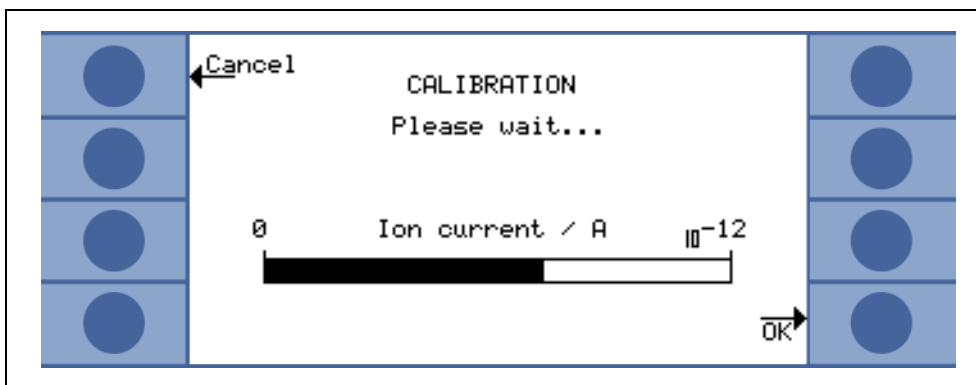 Cancel
CALIBRATION
Please wait...
0 Ion current / A 10-12
OK